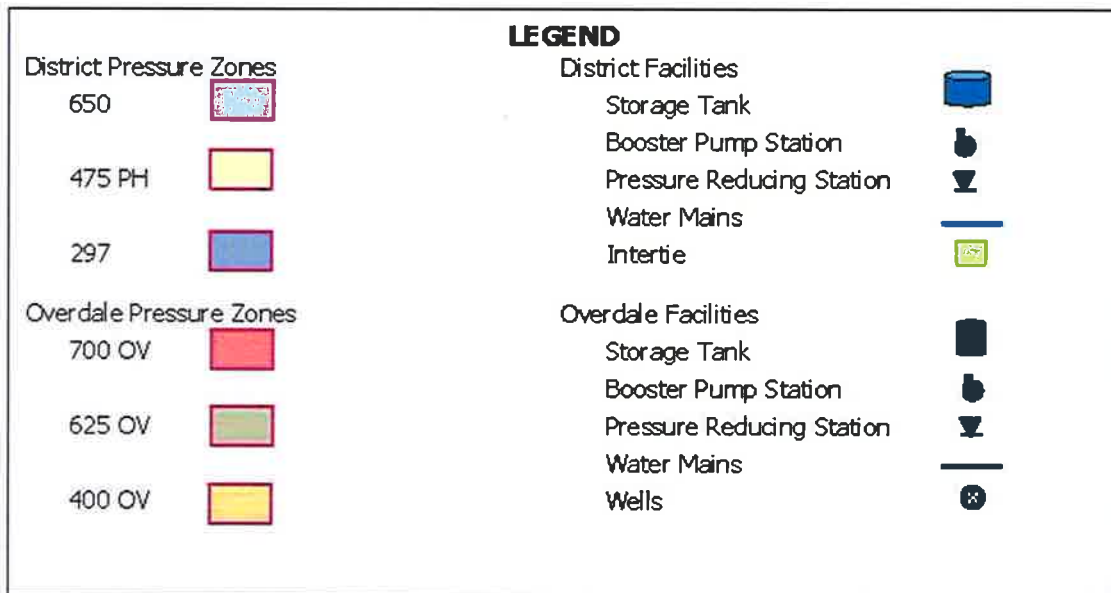 LEGEND
District Pressure Zones
650
475 PH
297
Overdale Pressure Zones
700 OV
625 OV
400 OV
District Facilities
Storage Tank
Booster Pump Station
Pressure Reducing Station
Water Mains
Intertie
Overdale Facilities
Storage Tank
Booster Pump Station
Pressure Reducing Station
Water Mains
Wells